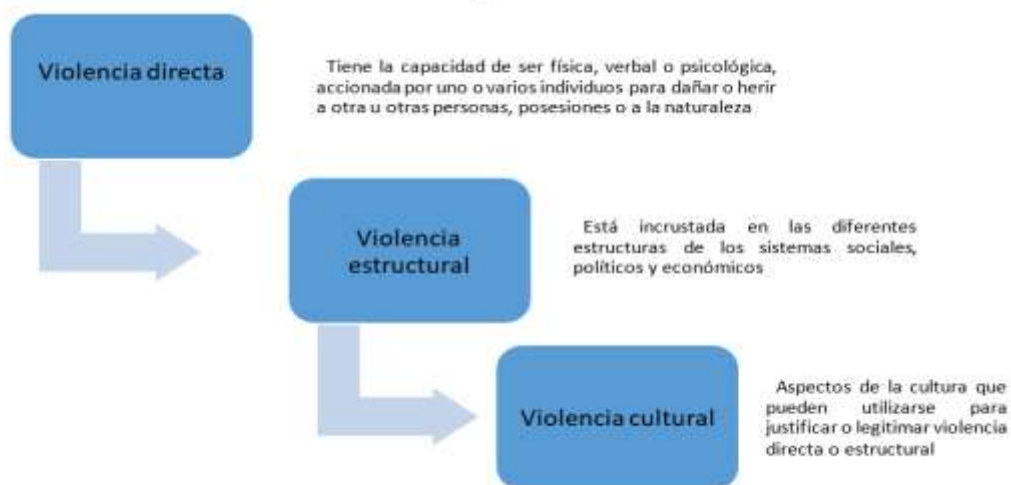 Violencia directa
Tiene la capacidad de ser física, verbal o psicológica,
accionada por uno o varios individuos para dañar o herir
a otra u otras personas, posesiones o a la naturaleza
Violencia
estructural
Está incrustada en las diferentes
estructuras de los sistemas sociales,
políticos y económicos
Violencia cultural
Aspectos de la cultura que
pueden utilizarse para
justificar o legitimar violencia
directa o estructural